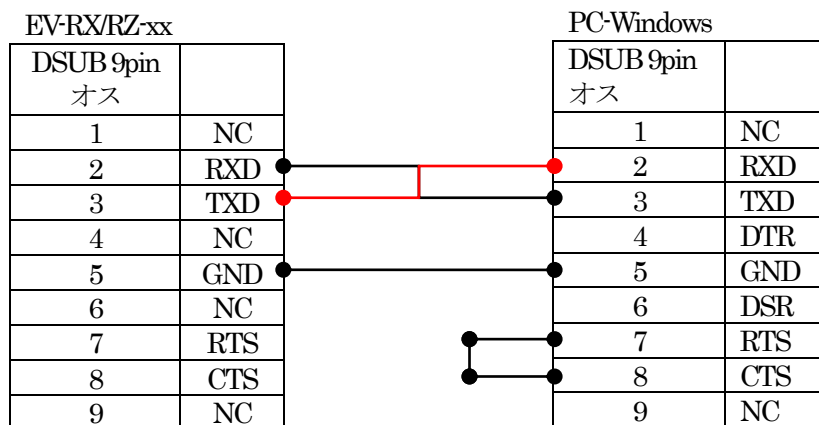 EV-RX/RZ-xx
DSUB 9pin
オス
1 NC
2 RXD
3 TXD
4 NC
5 GND
6 NC
7 RTS
8 CTS
9 NC
PC-Windows
DSUB 9pin
オス
1 NC
2 RXD
3 TXD
4 DTR
5 GND
6 DSR
7 RTS
8 CTS
9 NC